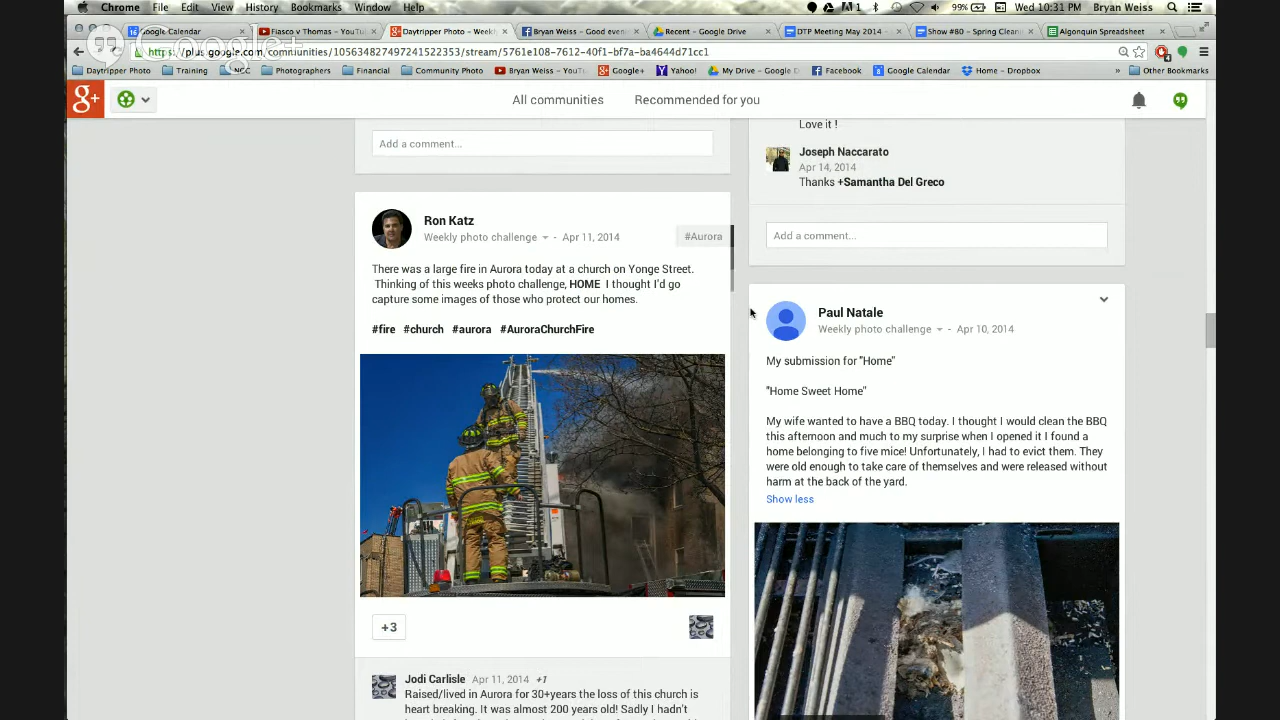 Chrome File Edit View History Bookmarks Window Help
1 99% Wed 10:31 PM Bryan Weiss
Google Calendar Fiasco v Thomas - YouTu Daytripper Photo - Weekl Bryan Weiss - Good even Recent - Google Drive DTP Meeting May 2014 - Show #80 - Spring Clean Algonquin Spreadsheet
Google+
https://plus.google.com/communities/105634827497241522353/stream/5761e108-7612-40f1-bf7a-ba4644d71cc1
Daytripper Photo Training NCC Photographers Financial Community Photo Bryan Weiss - YouTu Google+ Yahoo! My Drive - Google D Facebook Google Calendar Home - Dropbox » Other Bookmarks
g+ All communities Recommended for you
Add a comment...
Ron Katz
Weekly photo challenge - Apr 11, 2014
#Aurora
There was a large fire in Aurora today at a church on Yonge Street.
Thinking of this weeks photo challenge, HOME I thought I'd go
capture some images of those who protect our homes.
#fire #church #aurora #AuroraChurchFire
+3
Jodi Carlisle Apr 11, 2014 +1
Raised/lived in Aurora for 30+years the loss of this church is
heart breaking. It was almost 200 years old! Sadly I hadn't
Love it !
Joseph Naccarato
Apr 14, 2014
Thanks +Samantha Del Greco
Add a comment...
Paul Natale
Weekly photo challenge - Apr 10, 2014
My submission for "Home"
"Home Sweet Home"
My wife wanted to have a BBQ today. I thought I would clean the BBQ
this afternoon and much to my surprise when I opened it I found a
home belonging to five mice! Unfortunately, I had to evict them. They
were old enough to take care of themselves and were released without
harm at the back of the yard.
Show less